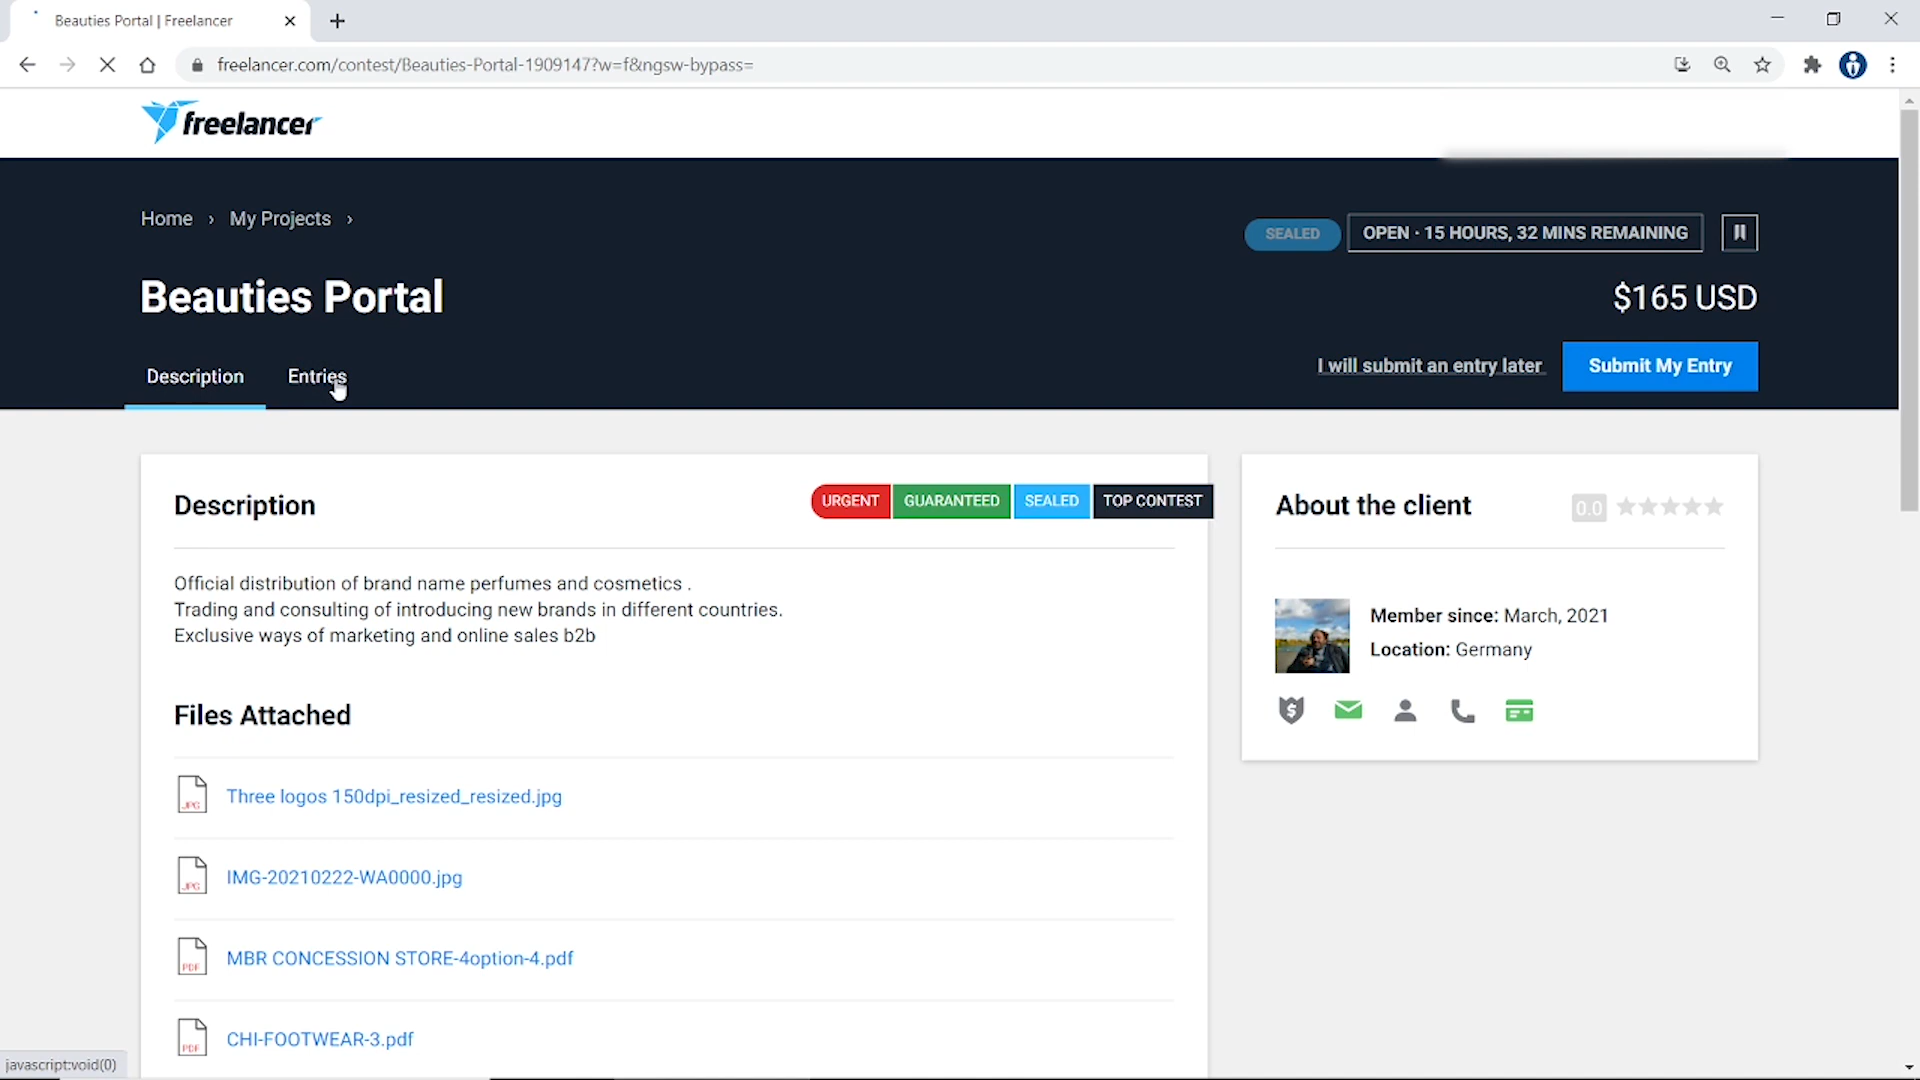 Beauties Portal | Freelancer
freelancer.com/contest/Beauties-Portal-1909147?w=f&ngsw-bypass=
freelancer
Home › My Projects ›
SEALED
OPEN · 15 HOURS, 32 MINS REMAINING
Beauties Portal
$165 USD
Description
Entries
I will submit an entry later
Submit My Entry
Description
URGENT
GUARANTEED
SEALED
TOP CONTEST
Official distribution of brand name perfumes and cosmetics .
Trading and consulting of introducing new brands in different countries.
Exclusive ways of marketing and online sales b2b
Files Attached
JPG
Three logos 150dpi_resized_resized.jpg
JPG
IMG-20210222-WA0000.jpg
PDF
MBR CONCESSION STORE-4option-4.pdf
PDF
CHI-FOOTWEAR-3.pdf
About the client
0.0
Member since: March, 2021
Location: Germany
javascript:void(0)